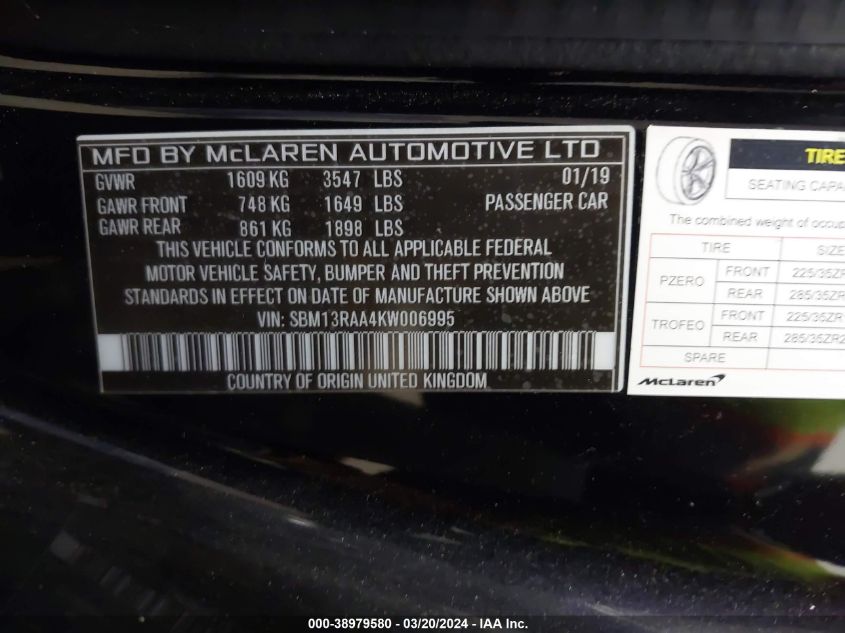 MFD BY McLAREN AUTOMOTIVE LTD
GVWR 1609 KG 3547 LBS 01/19
GAWR FRONT 748 KG 1649 LBS PASSENGER CAR
GAWR REAR 861 KG 1898 LBS
THIS VEHICLE CONFORMS TO ALL APPLICABLE FEDERAL
MOTOR VEHICLE SAFETY, BUMPER AND THEFT PREVENTION
STANDARDS IN EFFECT ON DATE OF MANUFACTURE SHOWN ABOVE
VIN: SBM13RAA4KW006995
COUNTRY OF ORIGIN UNITED KINGDOM
TIRE
SEATING CAPA
The combined weight of occup
TIRE SIZE
PZERO FRONT 225/35ZR
REAR 285/35ZR
TROFEO FRONT 225/35ZR1
REAR 285/35ZR2
SPARE
McLaren
000-38979580 - 03/20/2024 - IAA Inc.